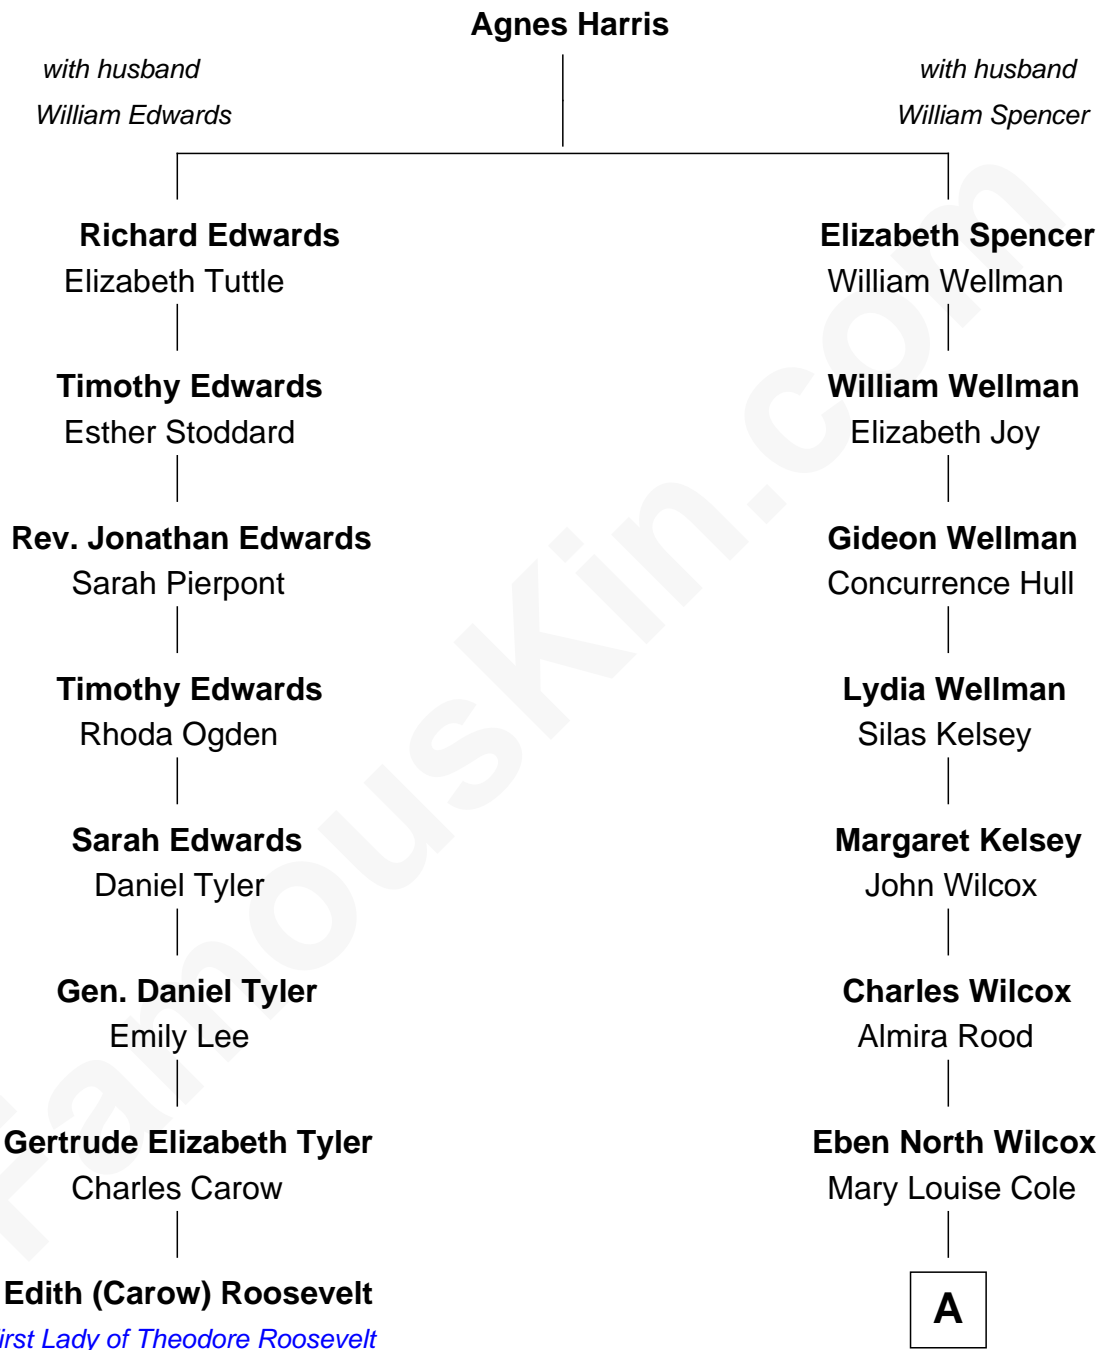 Agnes Harris
with husband
William Edwards
with husband
William Spencer
Richard Edwards
Elizabeth Tuttle
Timothy Edwards
Esther Stoddard
Rev. Jonathan Edwards
Sarah Pierpont
Timothy Edwards
Rhoda Ogden
Sarah Edwards
Daniel Tyler
Gen. Daniel Tyler
Emily Lee
Gertrude Elizabeth Tyler
Charles Carow
Edith (Carow) Roosevelt
First Lady of Theodore Roosevelt
Elizabeth Spencer
William Wellman
William Wellman
Elizabeth Joy
Gideon Wellman
Concurrence Hull
Lydia Wellman
Silas Kelsey
Margaret Kelsey
John Wilcox
Charles Wilcox
Almira Rood
Eben North Wilcox
Mary Louise Cole
A
FamousKin.com